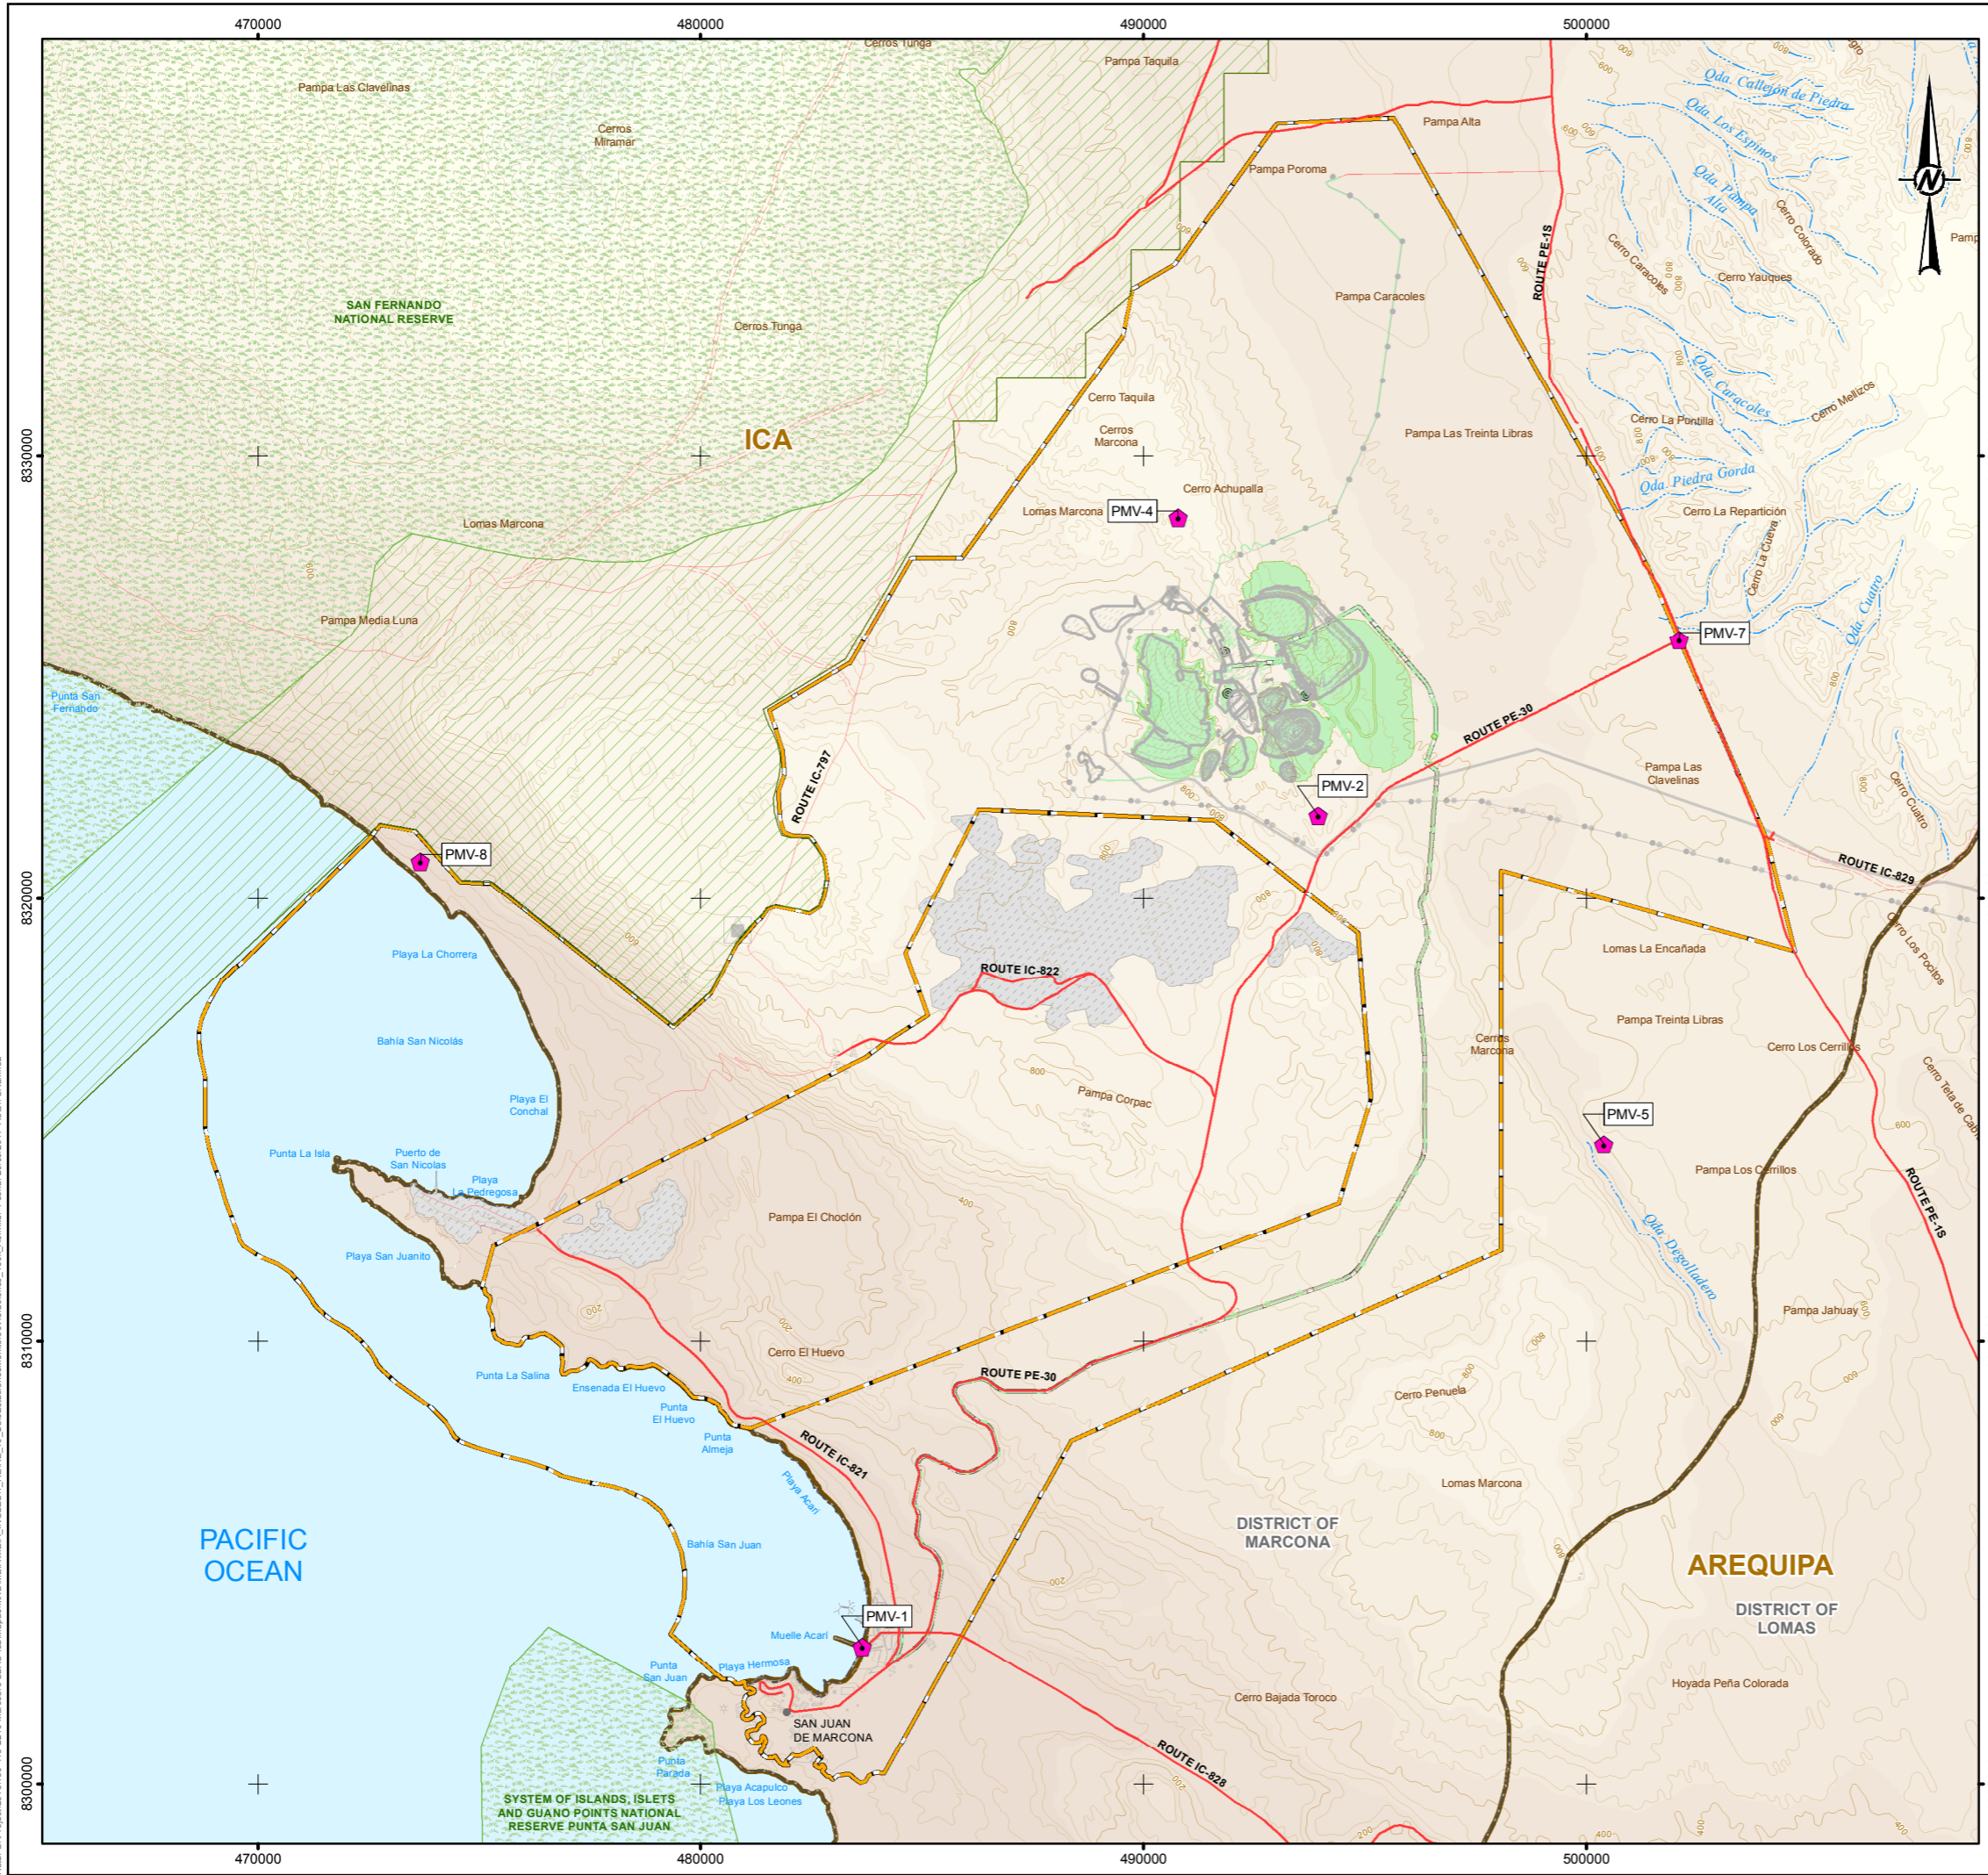 470000
480000
490000
500000
Cerros Tunga
Pampa Taquila
Pampa Las Clavelinas
Cerros
Miramar
Pampa Alta
Pampa Poroma
Qda. Callejón de Piedra
Qda. Los Espinos
Qda. Pampa
Alta
Cerro Colorado
Cerro Caracoles
Cerro Yauques
N
ROUTE PE-1S
SAN FERNANDO
NATIONAL RESERVE
Cerros Tunga
Pampa Caracoles
Qda. Caracoles
Cerro Mellizos
Cerro La Puntilla
Cerro Taquila
Cerros
Marcona
ICA
Pampa Las Treinta Libras
8330000
8330000
Qda. Piedra Gorda
Cerro Achupalla
Lomas Marcona
PMV-4
Cerro La Repartición
Cerro La Cueva
Lomas Marcona
Qda. Cuatro
Pampa Media Luna
PMV-7
Punta San
Fernando
ROUTE PE-30
ROUTE IC-797
Pampa Las
Clavelinas
Cerro Cuatro
PMV-2
PMV-8
ROUTE IC-829
8320000
8320000
Cerro Los Pocitos
Lomas La Encañada
Playa La Chorrera
ROUTE IC-822
Pampa Treinta Libras
Bahía San Nicolás
Cerros
Marcona
Cerro Los Cerrillos
Cerro Teta de Cabra
Pampa Corpac
Playa El
Conchal
PMV-5
Punta La Isla
Puerto de
San Nicolas
Playa
La Pedregosa
Pampa Los Cerrillos
ROUTE PE-1S
Pampa El Choclón
Playa San Juanito
Qda. Degolladero
Pampa Jahuay
8310000
8310000
Cerro El Huevo
Punta La Salina
Ensenada El Huevo
ROUTE PE-30
Cerro Penuela
Punta
El Huevo
Punta
Almeja
ROUTE IC-821
Playa Acarí
Lomas Marcona
PACIFIC
OCEAN
Bahía San Juan
DISTRICT OF
MARCONA
AREQUIPA
DISTRICT OF
LOMAS
PMV-1
Muelle Acarí
Playa Hermosa
Punta
San Juan
Hoyada Peña Colorada
Cerro Bajada Toroco
SAN JUAN
DE MARCONA
ROUTE IC-828
Punta
Parada
Playa Acapulco
Playa Los Leones
8300000
8300000
SYSTEM OF ISLANDS, ISLETS
AND GUANO POINTS NATIONAL
RESERVE PUNTA SAN JUAN
470000
480000
490000
500000